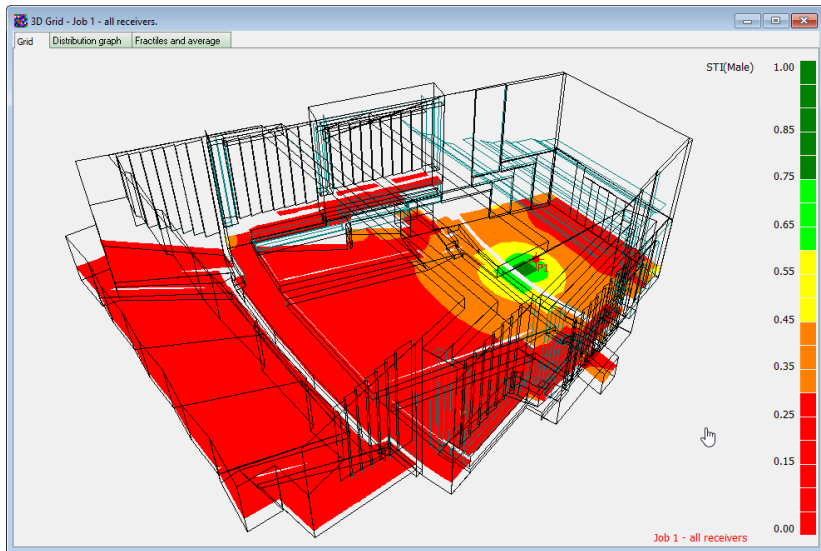 3D Grid - Job 1 - all receivers.
Grid
Distribution graph
Fractiles and average
STI(Male)
1.00
0.85
0.75
0.65
0.55
0.45
0.35
0.25
0.15
0.00
P1
Job 1 - all receivers